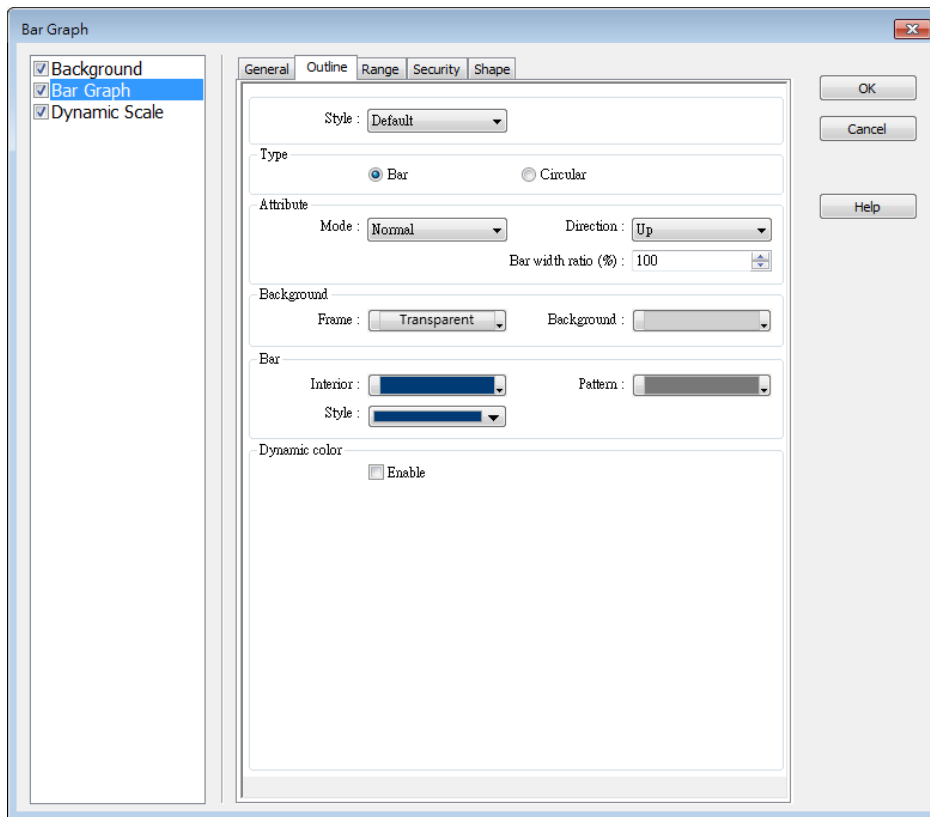 Bar Graph
Background
Bar Graph
Dynamic Scale
General Outline Range Security Shape
Style : Default
Type
Bar Circular
Attribute
Mode : Normal Direction : Up
Bar width ratio (%) : 100
Background
Frame : Transparent Background :
Bar
Interior : Pattern :
Style :
Dynamic color
Enable
OK
Cancel
Help